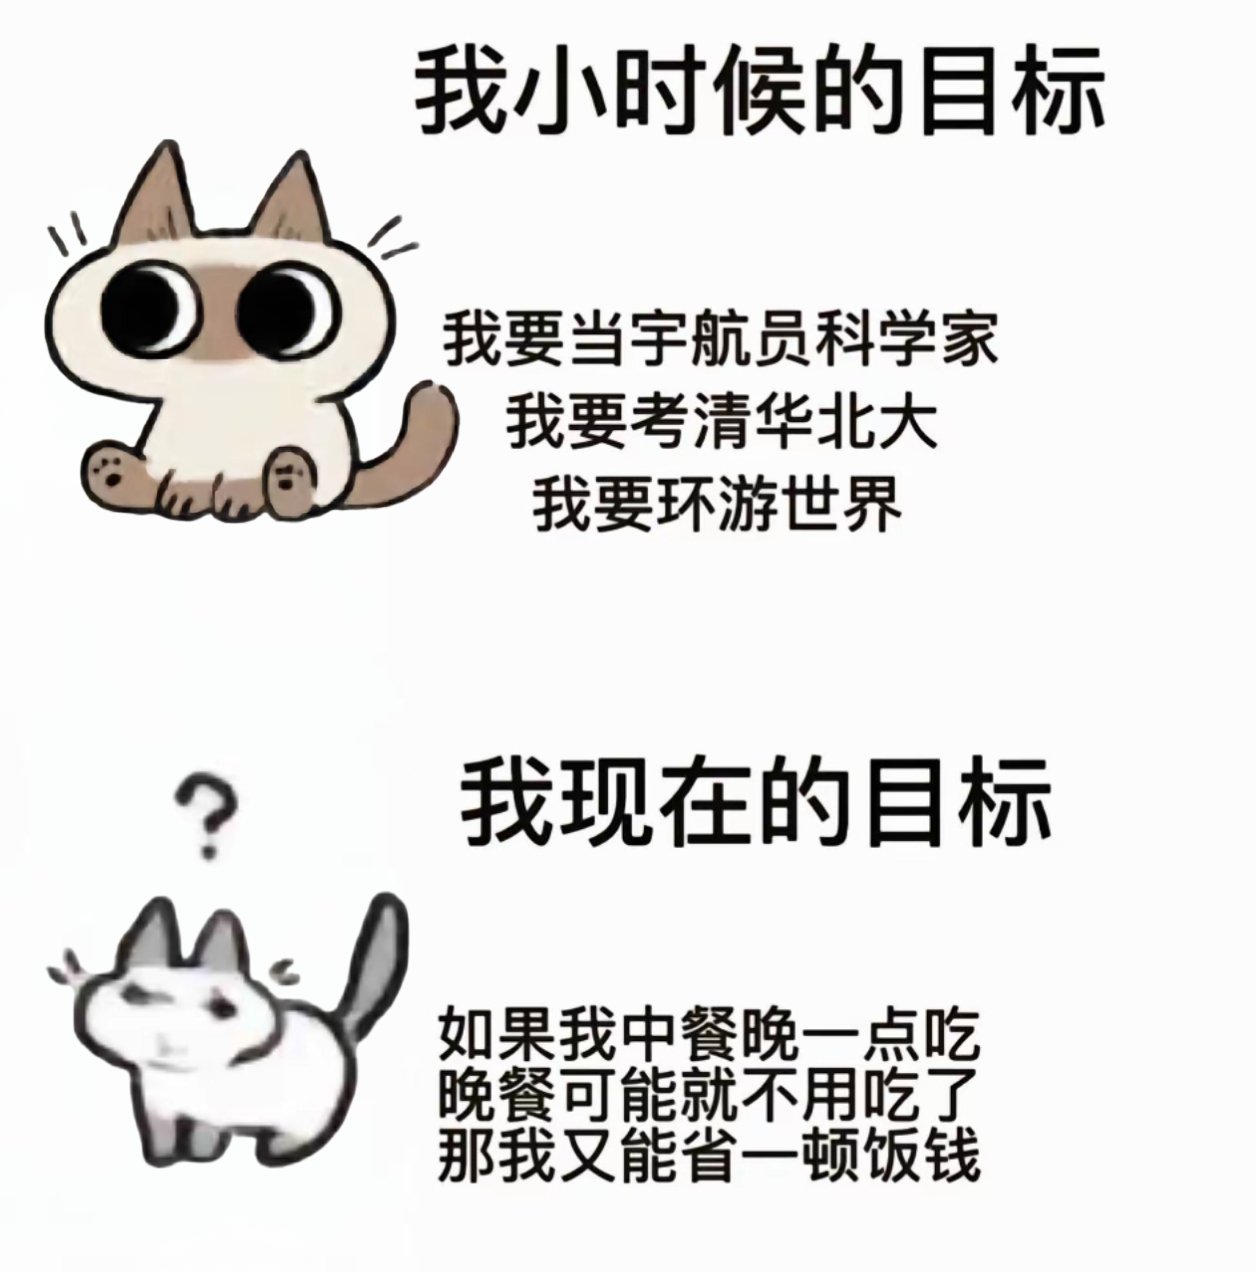 我小时候的目标
我要当宇航员科学家
我要考清华北大
我要环游世界
?
我现在的目标
如果我中餐晚一点吃
晚餐可能就不用吃了
那我又能省一顿饭钱